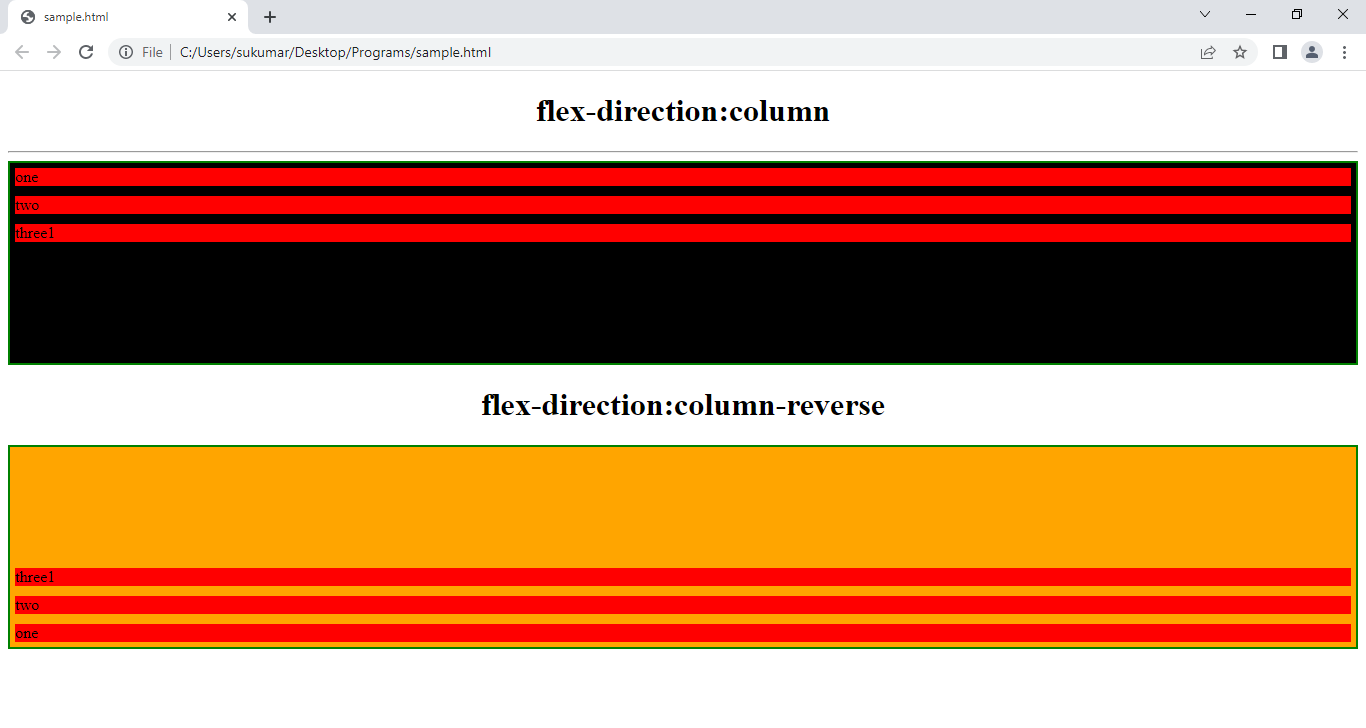 sample.html
File C:/Users/sukumar/Desktop/Programs/sample.html
flex-direction:column
one
two
three1
flex-direction:column-reverse
three1
two
one